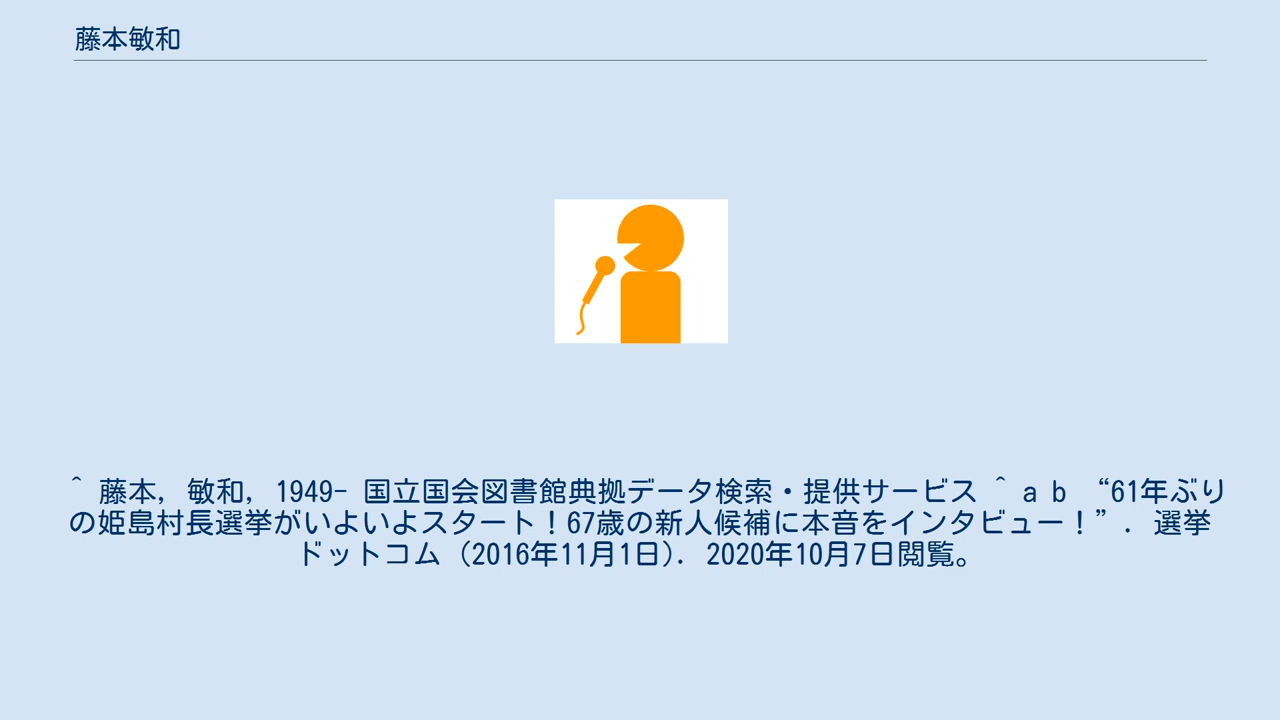 藤本敏和
^ 藤本, 敏和, 1949- 国立国会図書館典拠データ検索・提供サービス ^ a b “61年ぶり
の姫島村長選挙がいよいよスタート！67歳の新人候補に本音をインタビュー！”. 選挙
ドットコム (2016年11月1日). 2020年10月7日閲覧。